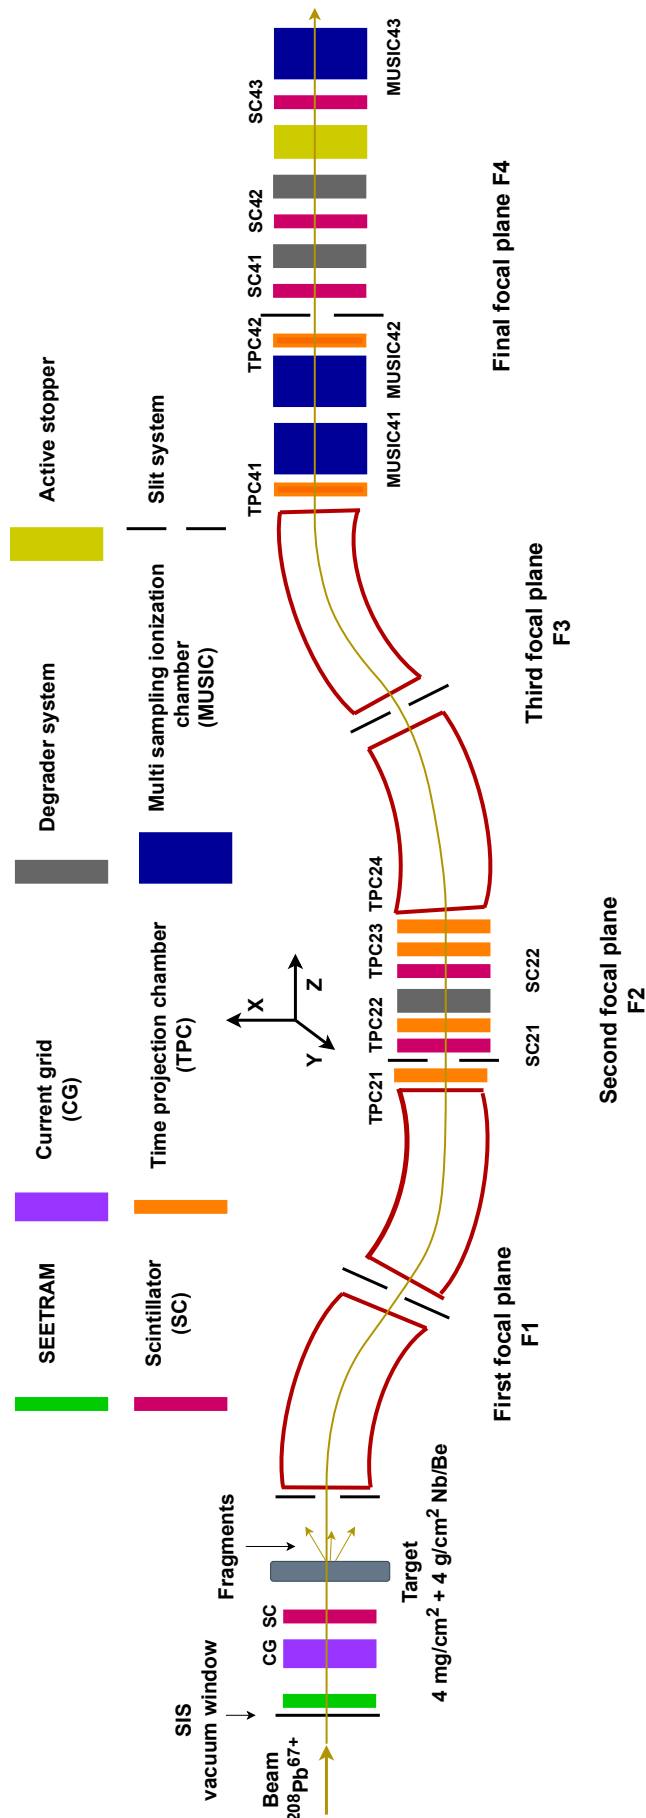 SEETRAM
Current grid
(CG)
Degrader system
Active stopper
Scintillator
(SC)
Time projection chamber
(TPC)
Multi sampling ionization
chamber
(MUSIC)
Slit system
X
Y
Z
SIS
vacuum window
Fragments
CG
SC
Beam
²⁰⁸Pb⁶⁷⁺
Target
4 mg/cm² + 4 g/cm² Nb/Be
First focal plane
F1
TPC21
TPC22
TPC23
TPC24
SC21
SC22
Second focal plane
F2
Third focal plane
F3
TPC41
TPC42
SC41
SC42
SC43
MUSIC41
MUSIC42
MUSIC43
Final focal plane F4